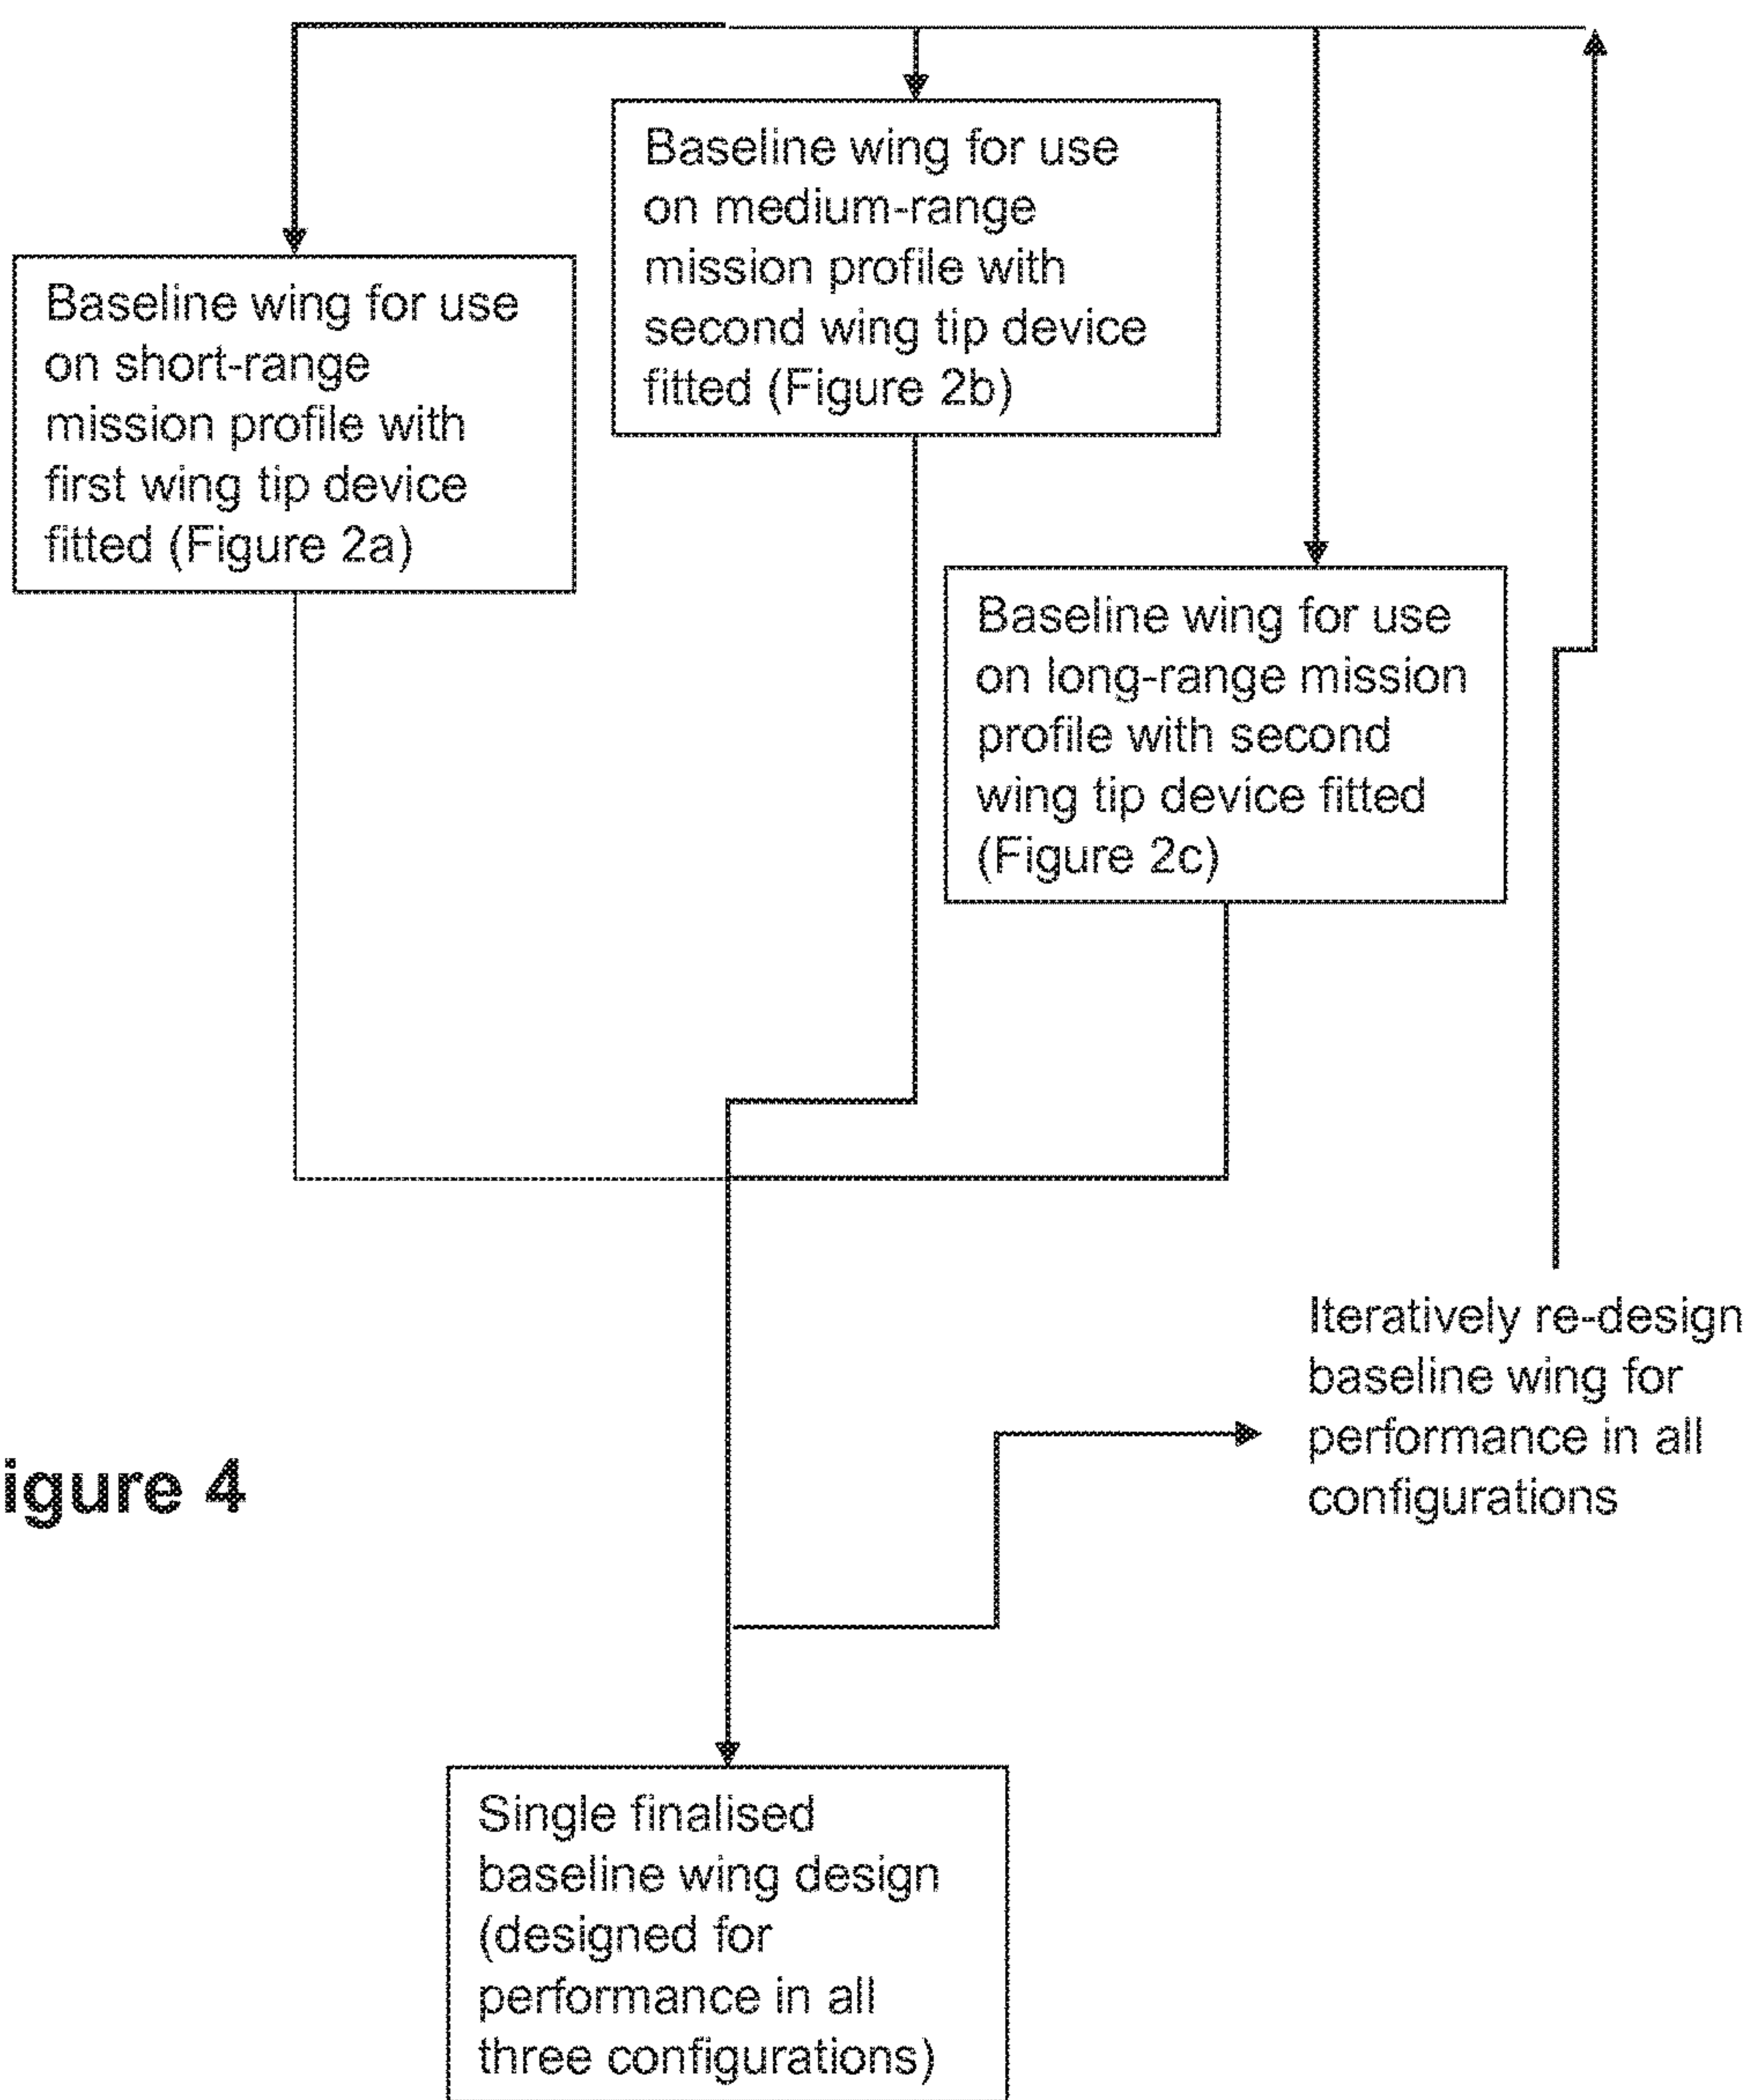 Baseline wing for use
on medium-range
mission profile with
second wing tip device
fitted (Figure 2b)
Baseline wing for use
on short-range
mission profile with
first wing tip device
fitted (Figure 2a)
Baseline wing for use
on long-range mission
profile with second
wing tip device fitted
(Figure 2c)
Iteratively re-design
baseline wing for
performance in all
configurations
igure 4
Single finalised
baseline wing design
(designed for
performance in all
three configurations)